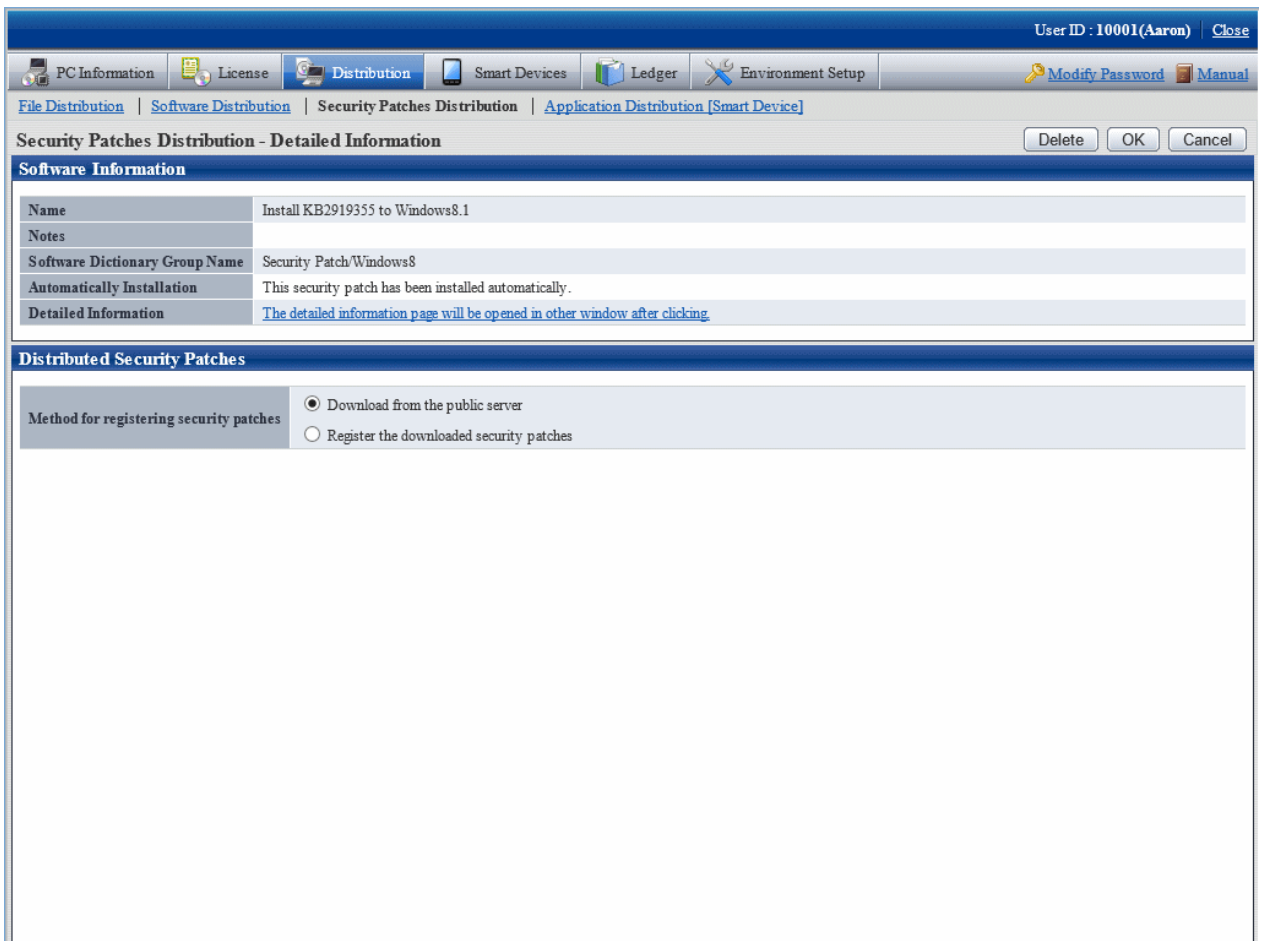 User ID : 10001(Aaron) Close
PC Information License Distribution Smart Devices Ledger Environment Setup Modify Password Manual
File Distribution | Software Distribution | Security Patches Distribution | Application Distribution [Smart Device]
Security Patches Distribution - Detailed Information Delete OK Cancel
Software Information
Name Install KB2919355 to Windows8.1
Notes
Software Dictionary Group Name Security Patch/Windows8
Automatically Installation This security patch has been installed automatically.
Detailed Information The detailed information page will be opened in other window after clicking.
Distributed Security Patches
Method for registering security patches
Download from the public server
Register the downloaded security patches